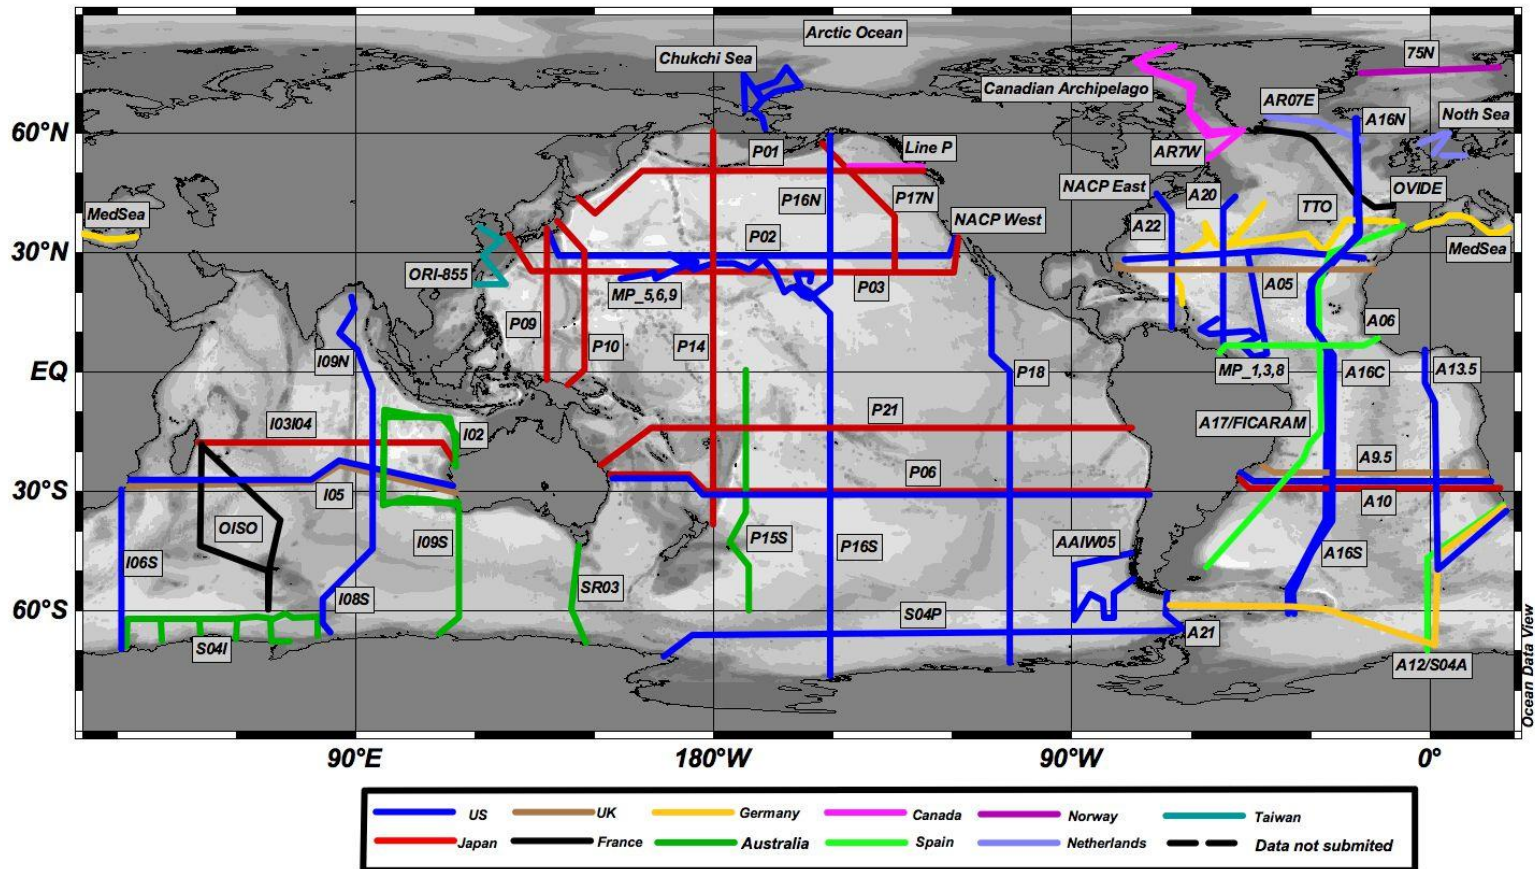 Arctic Ocean
Chukchi Sea
75N
Canadian Archipelago
AR07E
A16N
Noth Sea
60°N
P01
Line P
AR7W
NACP East
A20
OVIDE
MedSea
P16N
P17N
NACP West
A22
TTO
P02
MedSea
30°N
ORI-855
MP_5,6,9
P03
A05
P09
P10
P14
A06
I09N
EQ
P18
MP_1,3,8
A16C
A13.5
I03I04
I02
P21
A17/FICARAM
A9.5
P06
30°S
I05
A10
OISO
I09S
P15S
P16S
AAIW05
I06S
A16S
SR03
I08S
60°S
S04P
S04I
A21
A12/S04A
Ocean Data View
90°E
180°W
90°W
0°
US
UK
Germany
Canada
Norway
Taiwan
Japan
France
Australia
Spain
Netherlands
Data not submited